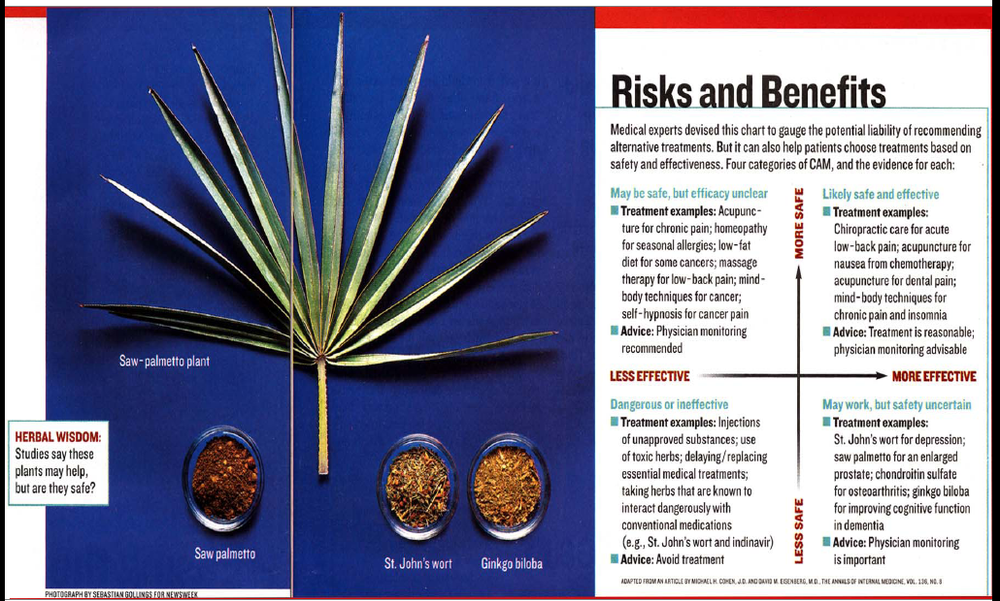 Saw-palmetto plant
HERBAL WISDOM:
Studies say these
plants may help,
but are they safe?
Saw palmetto
St. John's wort
Ginkgo biloba
PHOTOGRAPH BY SEBASTIAN GOLLINGS FOR NEWSWEEK
Risks and Benefits
Medical experts devised this chart to gauge the potential liability of recommending
alternative treatments. But it can also help patients choose treatments based on
safety and effectiveness. Four categories of CAM, and the evidence for each:
May be safe, but efficacy unclear
Treatment examples: Acupunc-
ture for chronic pain; homeopathy
for seasonal allergies; low-fat
diet for some cancers; massage
therapy for low-back pain; mind-
body techniques for cancer;
self-hypnosis for cancer pain
Advice: Physician monitoring
recommended
MORE SAFE
Likely safe and effective
Treatment examples:
Chiropractic care for acute
low-back pain; acupuncture for
nausea from chemotherapy;
acupuncture for dental pain;
mind-body techniques for
chronic pain and insomnia
Advice: Treatment is reasonable;
physician monitoring advisable
LESS EFFECTIVE
MORE EFFECTIVE
Dangerous or ineffective
Treatment examples: Injections
of unapproved substances; use
of toxic herbs; delaying/replacing
essential medical treatments;
taking herbs that are known to
interact dangerously with
conventional medications
(e.g., St. John's wort and indinavir)
Advice: Avoid treatment
LESS SAFE
May work, but safety uncertain
Treatment examples:
St. John's wort for depression;
saw palmetto for an enlarged
prostate; chondroitin sulfate
for osteoarthritis; ginkgo biloba
for improving cognitive function
in dementia
Advice: Physician monitoring
is important
ADAPTED FROM AN ARTICLE BY MICHAEL H. COHEN, J.D. AND DAVID M. EISENBERG, M.D., THE ANNALS OF INTERNAL MEDICINE, VOL. 136, NO. 8